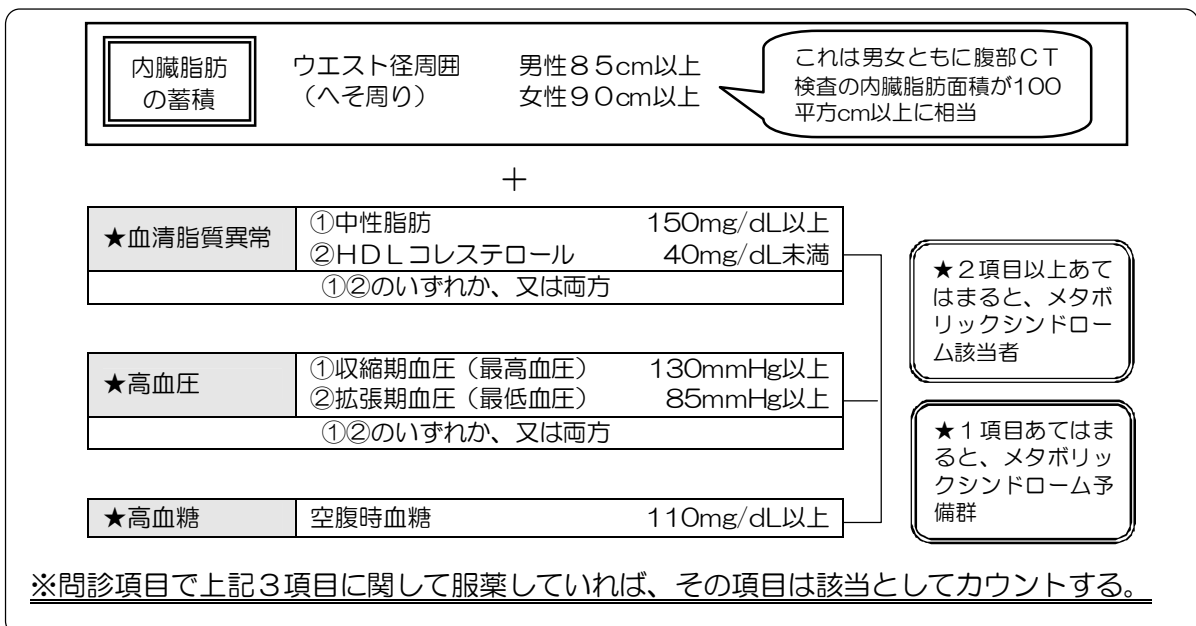 内臓脂肪
の蓄積
ウエスト径周囲 男性８５cm以上
（へそ周り） 女性９０cm以上
これは男女ともに腹部ＣＴ
検査の内臓脂肪面積が100
平方cm以上に相当
＋
★血清脂質異常
①中性脂肪 150mg/dL以上
②ＨＤＬコレステロール 40mg/dL未満
①②のいずれか、又は両方
★２項目以上あて
はまると、メタボ
リックシンドロー
ム該当者
★高血圧
①収縮期血圧（最高血圧） 130mmHg以上
②拡張期血圧（最低血圧） 85mmHg以上
①②のいずれか、又は両方
★１項目あてはま
ると、メタボリッ
クシンドローム予
備群
★高血糖 空腹時血糖 110mg/dL以上
※問診項目で上記３項目に関して服薬していれば、その項目は該当としてカウントする。